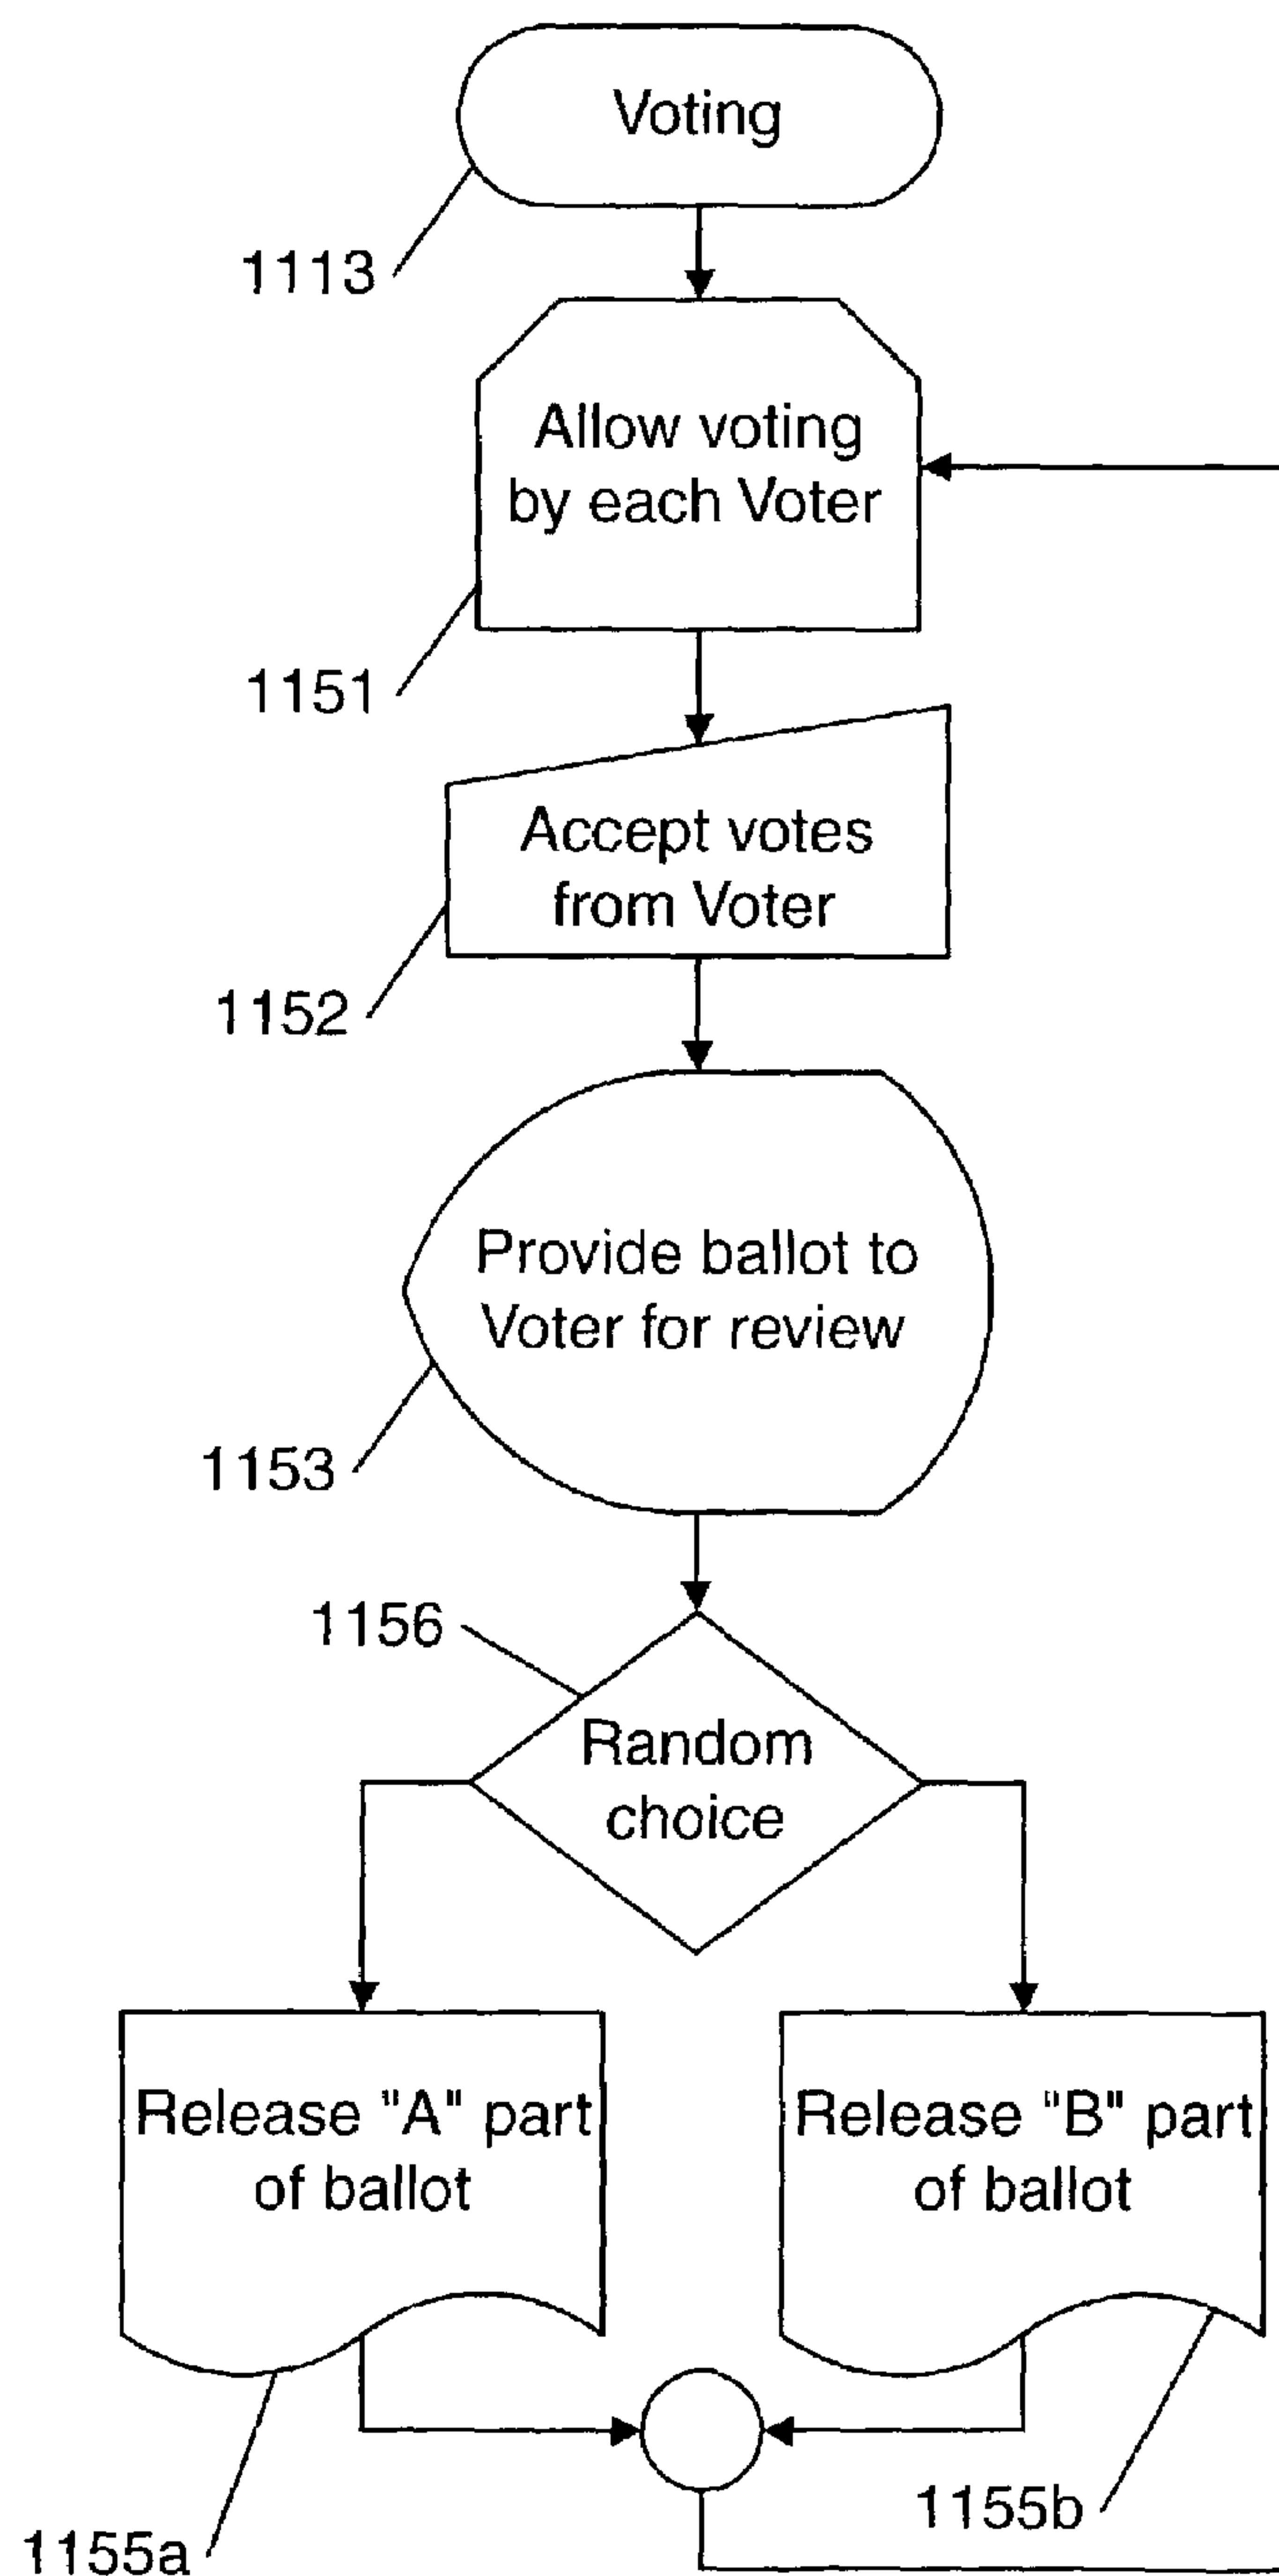 Voting
1113
Allow voting
by each Voter
1151
Accept votes
from Voter
1152
Provide ballot to
Voter for review
1153
1156
Random
choice
Release "A" part
of ballot
Release "B" part
of ballot
1155b
1155a